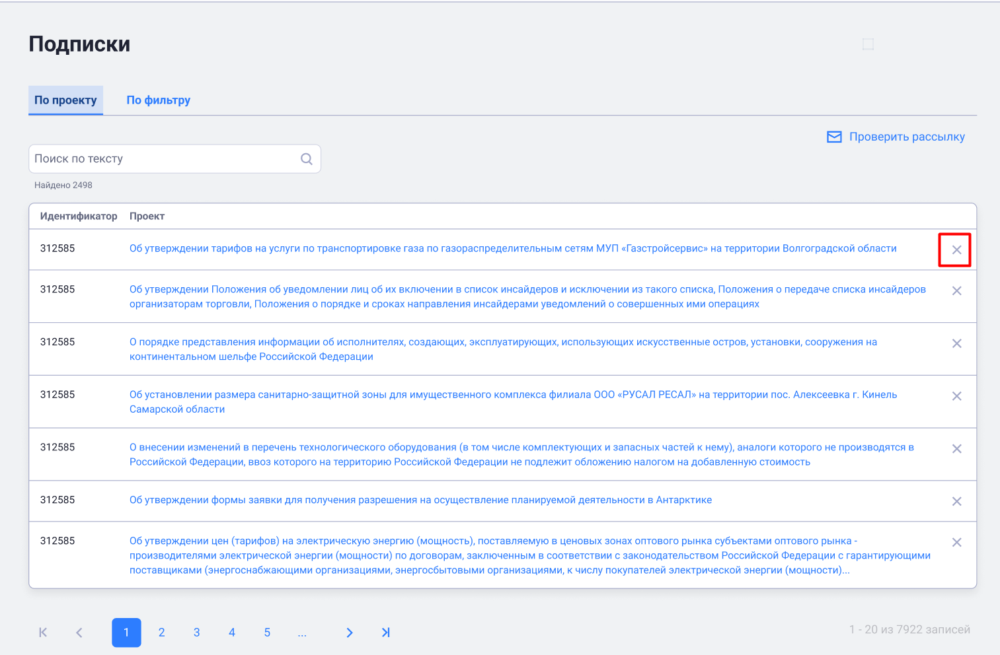 Подписки
По проекту
По фильтру
Проверить рассылку
Поиск по тексту
Найдено 2498
Идентификатор Проект
312585 Об утверждении тарифов на услуги по транспортировке газа по газораспределительным сетям МУП «Газстройсервис» на территории Волгоградской области
312585 Об утверждении Положения об уведомлении лиц об их включении в список инсайдеров и исключении из такого списка, Положения о передаче списка инсайдеров
организаторам торговли, Положения о порядке и сроках направления инсайдерами уведомлений о совершенных ими операциях
312585 О порядке представления информации об исполнителях, создающих, эксплуатирующих, использующих искусственные остров, установки, сооружения на
континентальном шельфе Российской Федерации
312585 Об установлении размера санитарно-защитной зоны для имущественного комплекса филиала ООО «РУСАЛ РЕСАЛ» на территории пос. Алексеевка г. Кинель
Самарской области
312585 О внесении изменений в перечень технологического оборудования (в том числе комплектующих и запасных частей к нему), аналоги которого не производятся в
Российской Федерации, ввоз которого на территорию Российской Федерации не подлежит обложению налогом на добавленную стоимость
312585 Об утверждении формы заявки для получения разрешения на осуществление планируемой деятельности в Антарктике
312585 Об утверждении цен (тарифов) на электрическую энергию (мощность), поставляемую в ценовых зонах оптового рынка субъектами оптового рынка -
производителями электрической энергии (мощности) по договорам, заключенным в соответствии с законодательством Российской Федерации с гарантирующими
поставщиками (энергоснабжающими организациями, энергосбытовыми организациями, к числу покупателей электрической энергии (мощности)...
1 2 3 4 5 ...
1 - 20 из 7922 записей